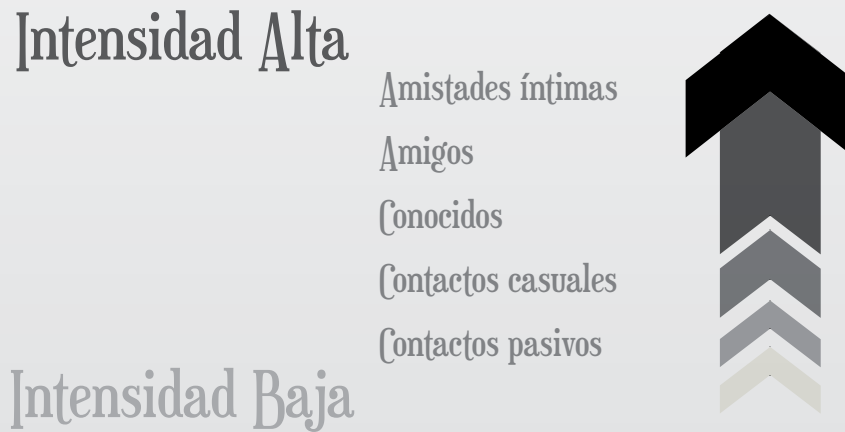 Intensidad Alta
Amistades íntimas
Amigos
Conocidos
Contactos casuales
Contactos pasivos
Intensidad Baja